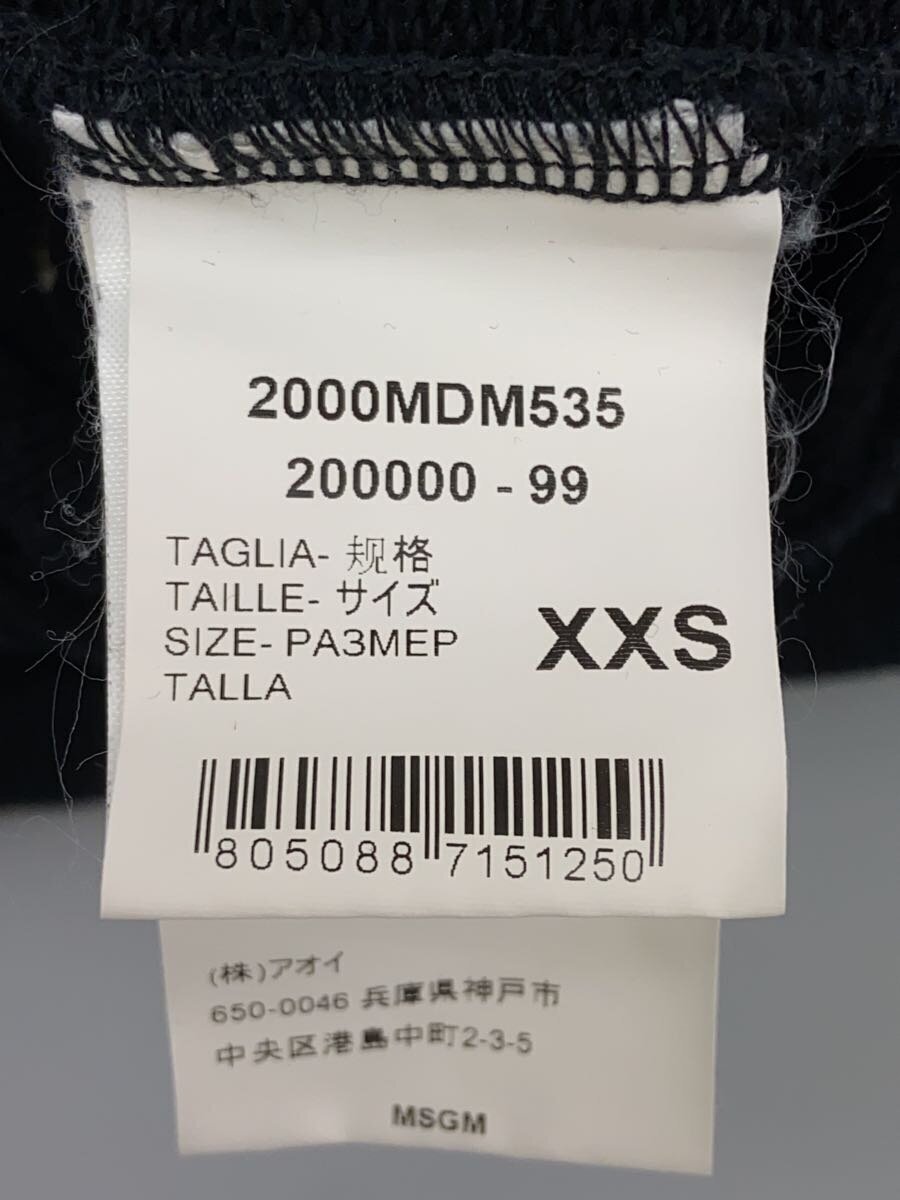 2000MDM535
200000 - 99
TAGLIA- 规格
TAILLE- サイズ
SIZE- РАЗМЕР
TALLA
XXS
805088 7151250
(株)アオイ
650-0046 兵庫県神戸市
中央区港島中町2-3-5
MSGM